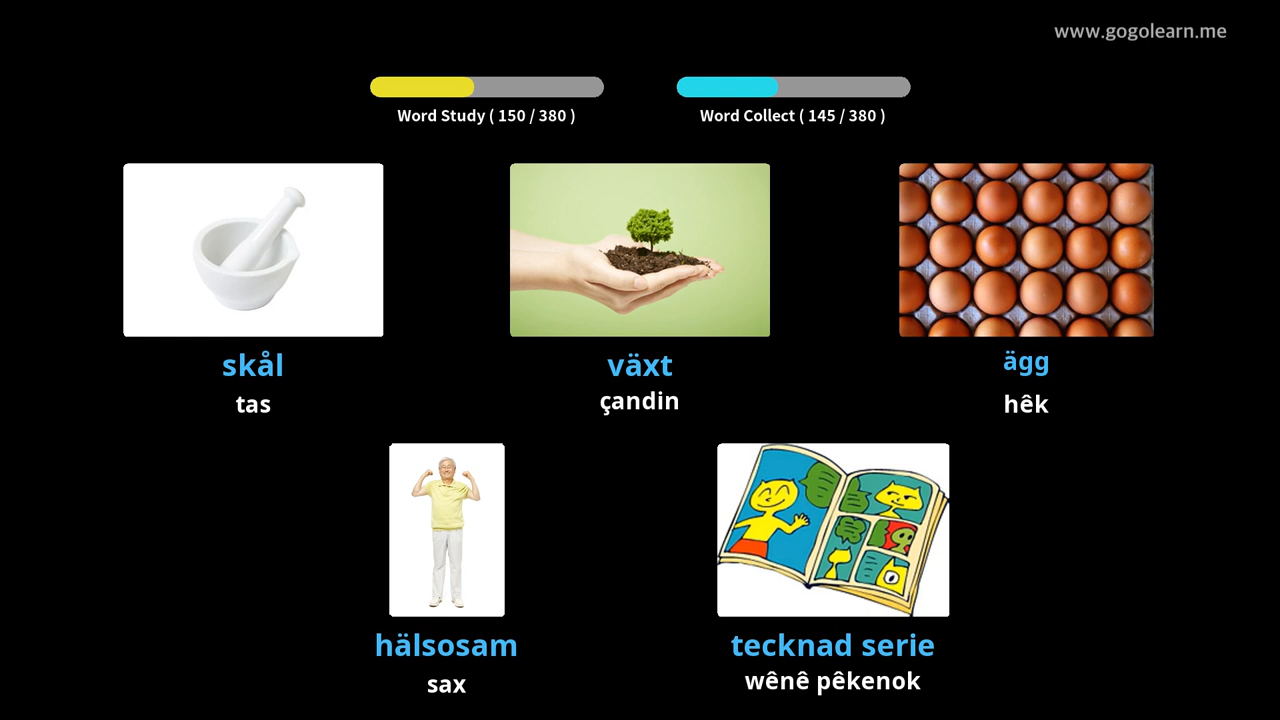 www.gogolearn.me
Word Study ( 150 / 380 )
Word Collect ( 145 / 380 )
skål
tas
växt
çandin
ägg
hêk
hälsosam
sax
tecknad serie
wênê pêkenok